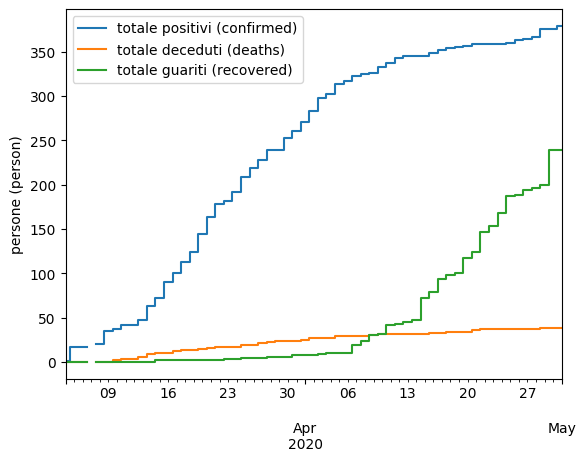 totale positivi (confirmed)
totale deceduti (deaths)
totale guariti (recovered)
persone (person)
350
300
250
200
150
100
50
0
09
16
23
30
06
13
20
27
Apr
2020
May